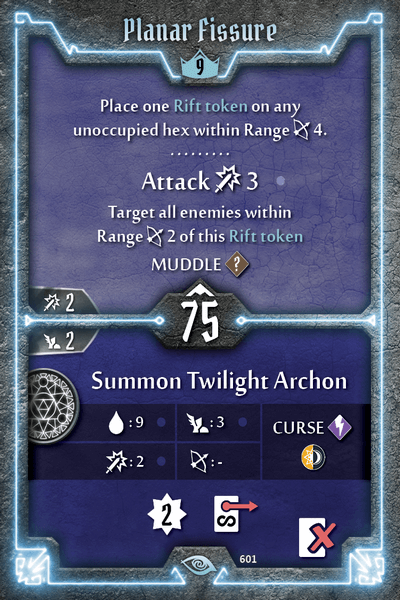 Planar Fissure
9
Place one Rift token on any
unoccupied hex within Range 4.
.........
Attack 3
Target all enemies within
Range 2 of this Rift token
MUDDLE ?
2
75
2
Summon Twilight Archon
: 9
: 3
CURSE
: 2
: -
2
601